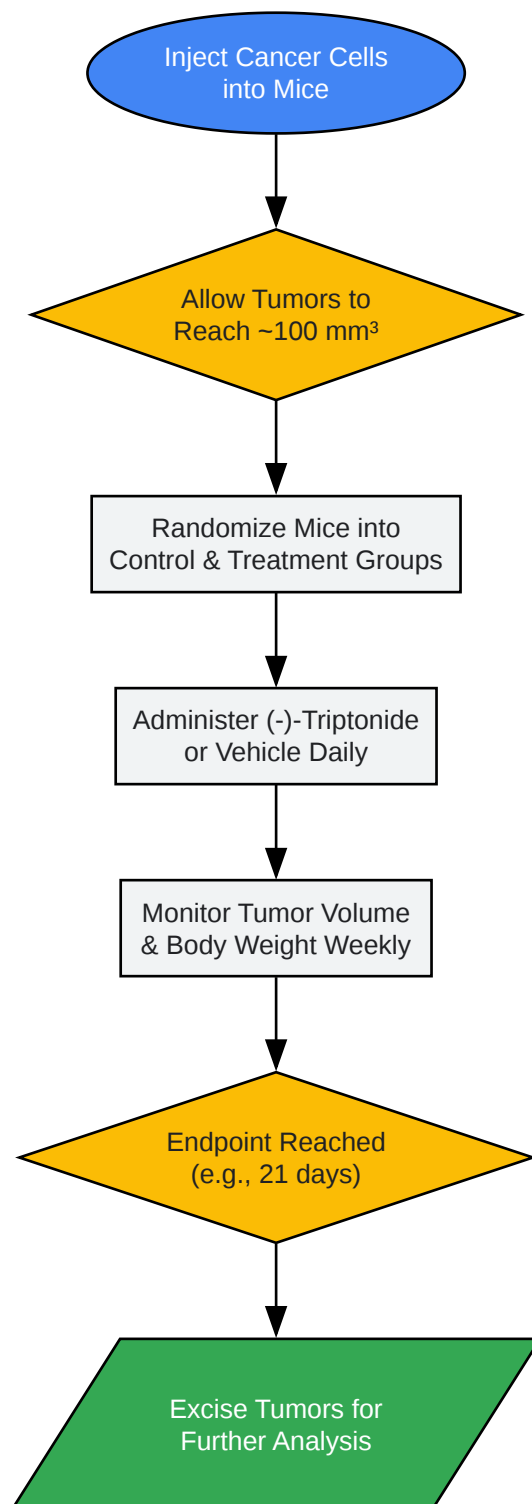 Inject Cancer Cells
into Mice
Allow Tumors to
Reach ~100 mm³
Randomize Mice into
Control & Treatment Groups
Administer (-)-Triptonide
or Vehicle Daily
Monitor Tumor Volume
& Body Weight Weekly
Endpoint Reached
(e.g., 21 days)
Excise Tumors for
Further Analysis